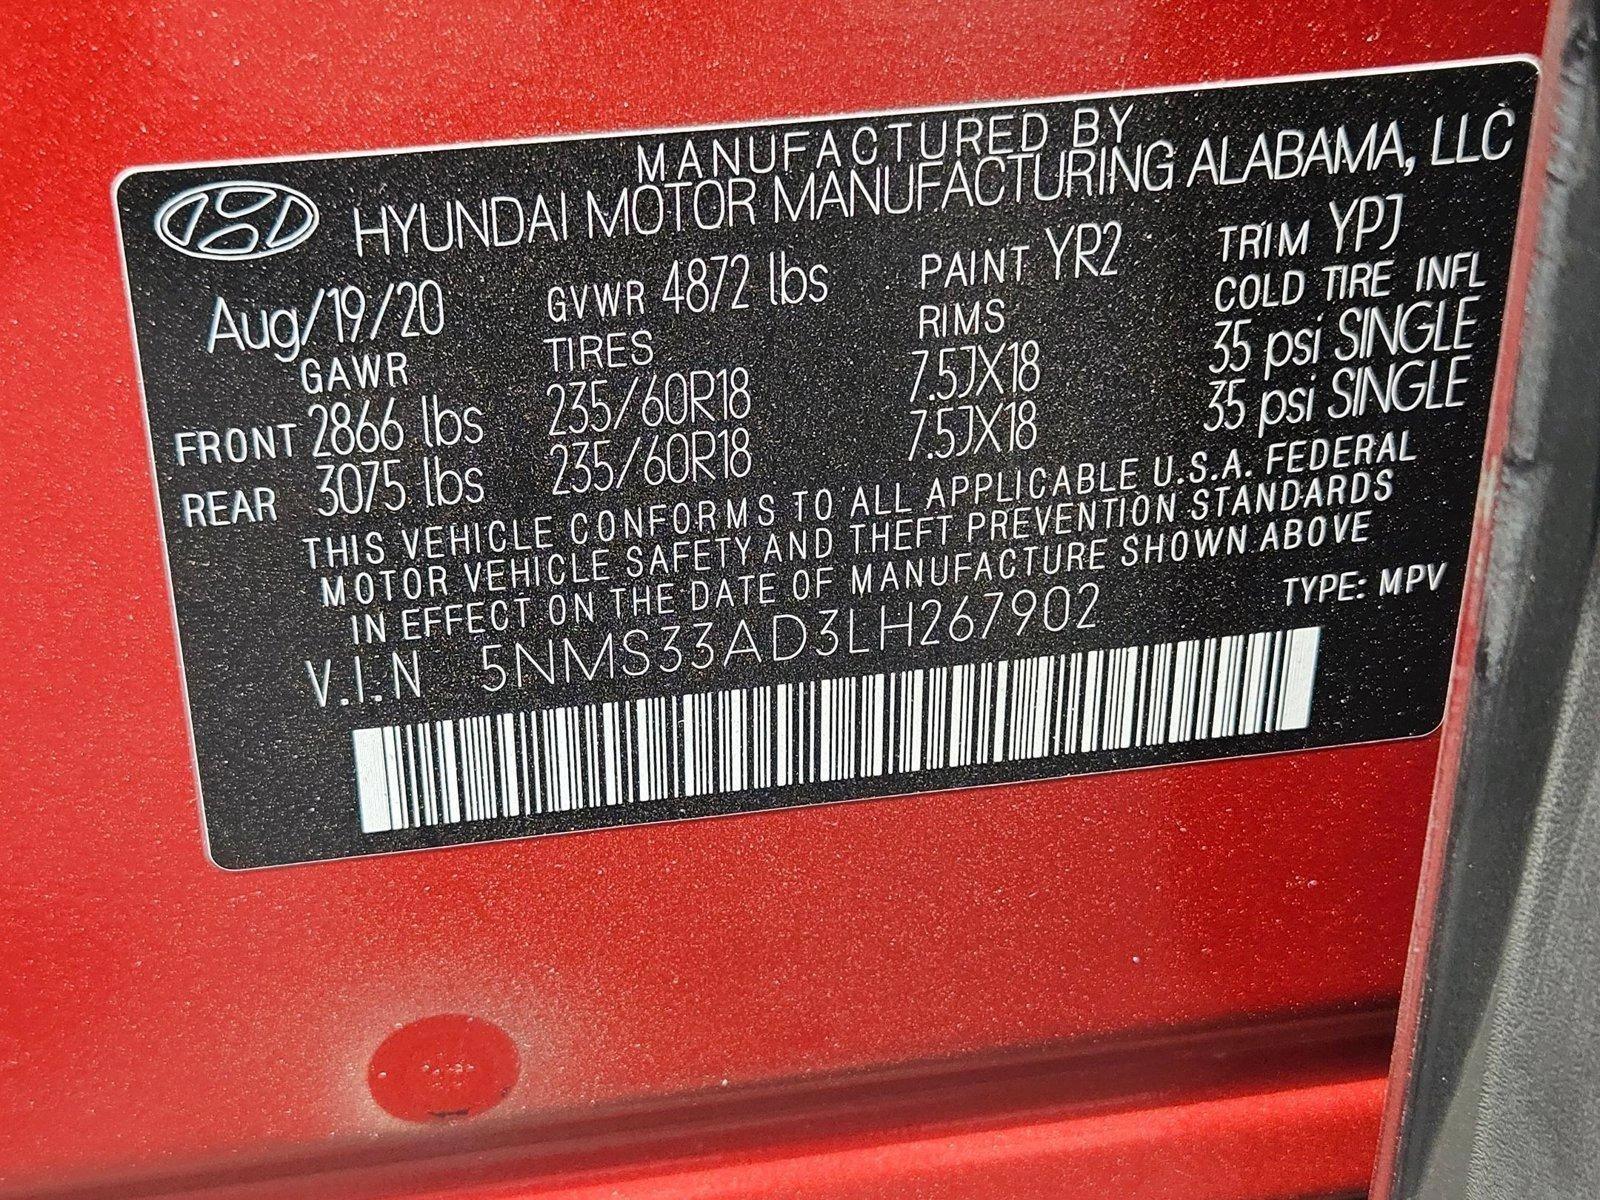 MANUFACTURED BY
HYUNDAI MOTOR MANUFACTURING ALABAMA, LLC
Aug/19/20 GVWR 4872 lbs PAINT YR2 TRIM YPJ
GAWR TIRES RIMS COLD TIRE INFL
FRONT 2866 lbs 235/60R18 7.5JX18 35 psi SINGLE
REAR 3075 lbs 235/60R18 7.5JX18 35 psi SINGLE
THIS VEHICLE CONFORMS TO ALL APPLICABLE U.S.A. FEDERAL
MOTOR VEHICLE SAFETY AND THEFT PREVENTION STANDARDS
IN EFFECT ON THE DATE OF MANUFACTURE SHOWN ABOVE
V.I.N 5NMS33AD3LH267902 TYPE: MPV